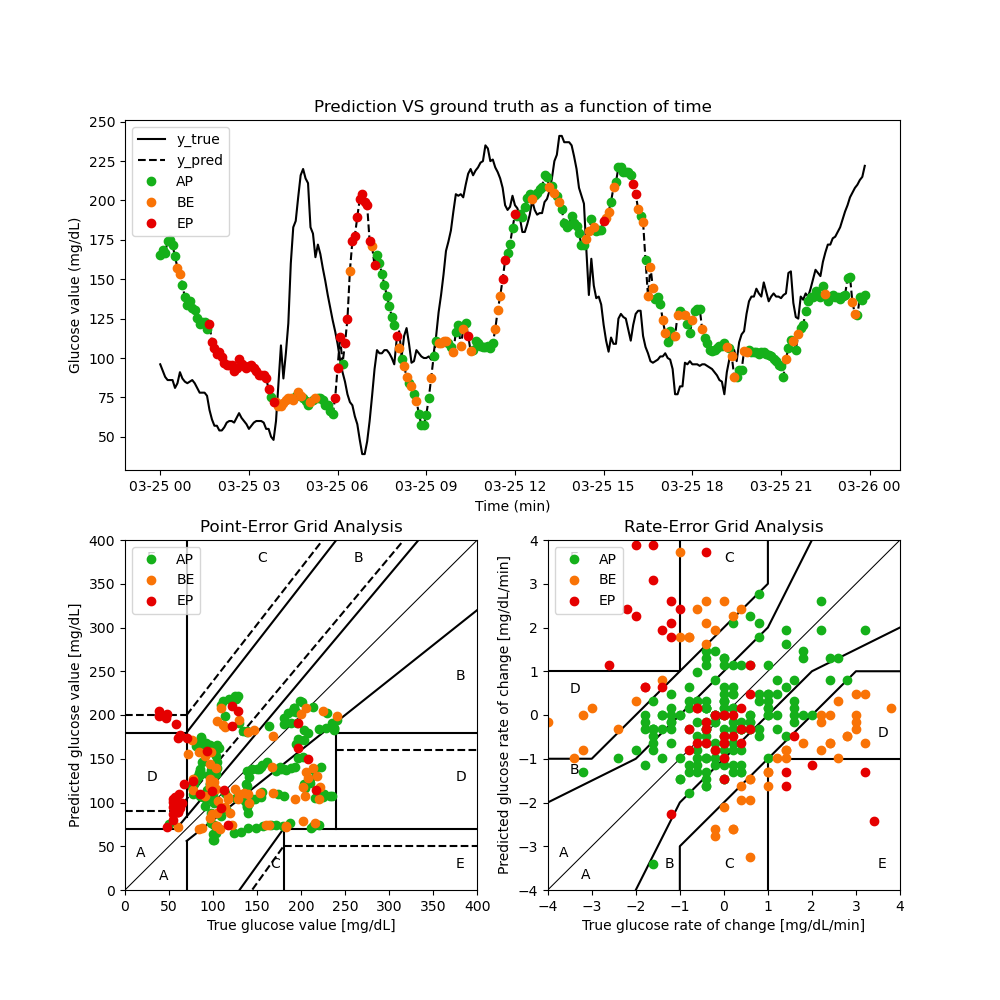 Prediction VS ground truth as a function of time
Glucose value (mg/dL)
250
225
200
175
150
125
100
75
50
y_true
y_pred
AP
BE
EP
03-25 00 03-25 03 03-25 06 03-25 09 03-25 12 03-25 15 03-25 18 03-25 21 03-26 00
Time (min)
Point-Error Grid Analysis
Predicted glucose value [mg/dL]
400
350
300
250
200
150
100
50
0
AP
BE
EP
C
B
B
D
D
A
A
C
E
0 50 100 150 200 250 300 350 400
True glucose value [mg/dL]
Rate-Error Grid Analysis
Predicted glucose rate of change [mg/dL/min]
4
3
2
1
0
−1
−2
−3
−4
AP
BE
EP
C
D
D
B
A
A
B
C
E
−4 −3 −2 −1 0 1 2 3 4
True glucose rate of change [mg/dL/min]